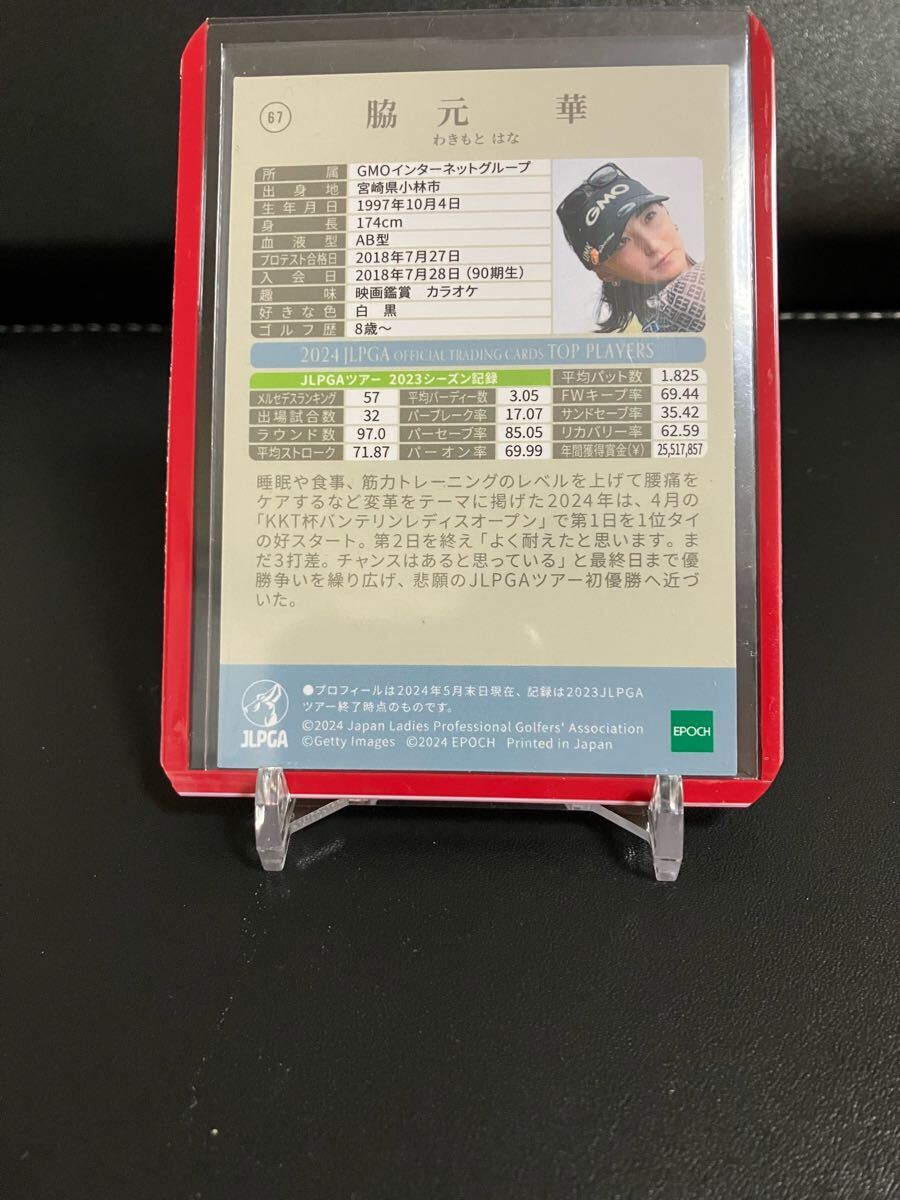 67
脇元 華
わきもと はな
所属 GMOインターネットグループ
出身地 宮崎県小林市
生年月日 1997年10月4日
身長 174cm
血液型 AB型
プロテスト合格日 2018年7月27日
入会日 2018年7月28日（90期生）
趣味 映画鑑賞 カラオケ
好きな色 白 黒
ゴルフ歴 8歳〜
GMO
2024 JLPGA OFFICIAL TRADING CARDS TOP PLAYERS
JLPGAツアー 2023シーズン記録 平均パット数 1.825
メルセデスランキング 57 平均バーディー数 3.05 FWキープ率 69.44
出場試合数 32 バーブレーク率 17.07 サンドセーブ率 35.42
ラウンド数 97.0 パーセーブ率 85.05 リカバリー率 62.59
平均ストローク 71.87 パーオン率 69.99 年間獲得賞金(¥) 25,517,857
睡眠や食事、筋力トレーニングのレベルを上げて腰痛を
ケアするなど変革をテーマに掲げた2024年は、4月の
「KKT杯バンテリンレディスオープン」で第1日を1位タイ
の好スタート。第2日を終え「よく耐えたと思います。ま
だ3打差。チャンスはあると思っている」と最終日まで優
勝争いを繰り広げ、悲願のJLPGAツアー初優勝へ近づ
いた。
●プロフィールは2024年5月末日現在、記録は2023JLPGA
ツアー終了時点のものです。
©2024 Japan Ladies Professional Golfers' Association
©Getty Images ©2024 EPOCH Printed in Japan
JLPGA
EPOCH